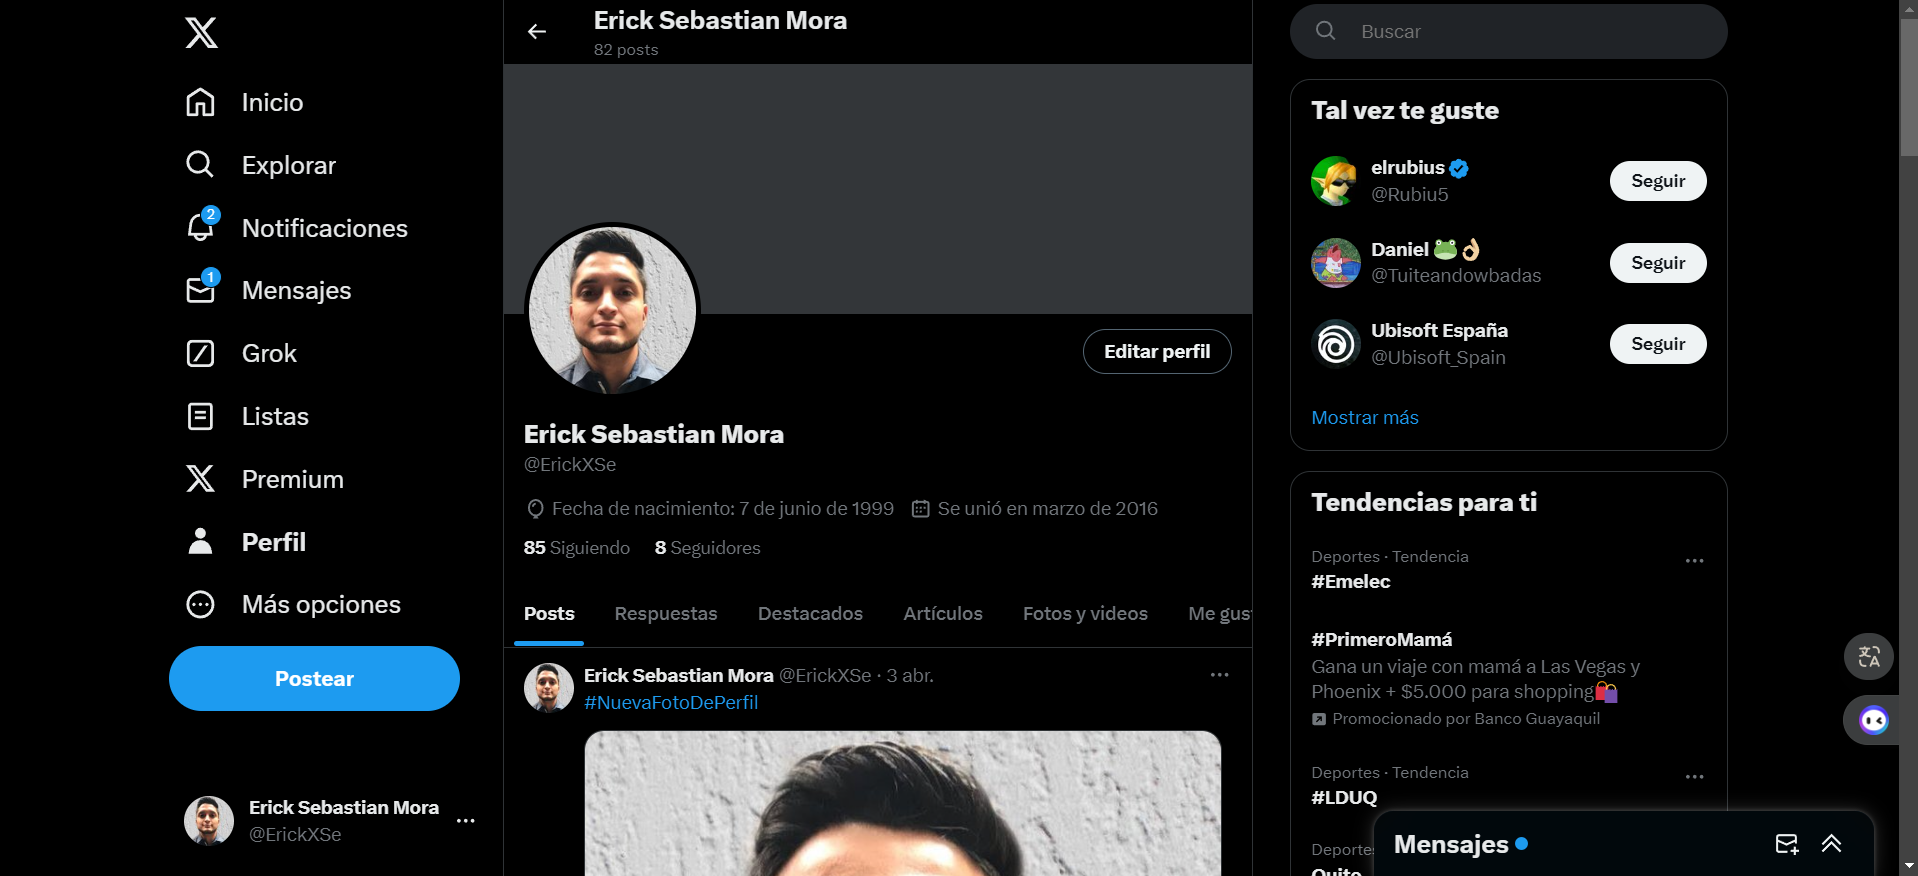 Inicio
Explorar
2
Notificaciones
1
Mensajes
Grok
Listas
Premium
Perfil
Más opciones
Postear
Erick Sebastian Mora
@ErickXSe
Erick Sebastian Mora
82 posts
Editar perfil
Erick Sebastian Mora
@ErickXSe
Fecha de nacimiento: 7 de junio de 1999 Se unió en marzo de 2016
85 Siguiendo 8 Seguidores
Posts Respuestas Destacados Artículos Fotos y videos Me gus
Erick Sebastian Mora @ErickXSe · 3 abr.
#NuevaFotoDePerfil
Buscar
Tal vez te guste
elrubius
@Rubiu5
Seguir
Daniel 🐸👌🏻
@Tuiteandowbadas
Seguir
Ubisoft España
@Ubisoft_Spain
Seguir
Mostrar más
Tendencias para ti
Deportes · Tendencia
#Emelec
#PrimeroMamá
Gana un viaje con mamá a Las Vegas y
Phoenix + $5.000 para shopping🛍️
Promocionado por Banco Guayaquil
Deportes · Tendencia
#LDUQ
Deporte
Quito
Mensajes